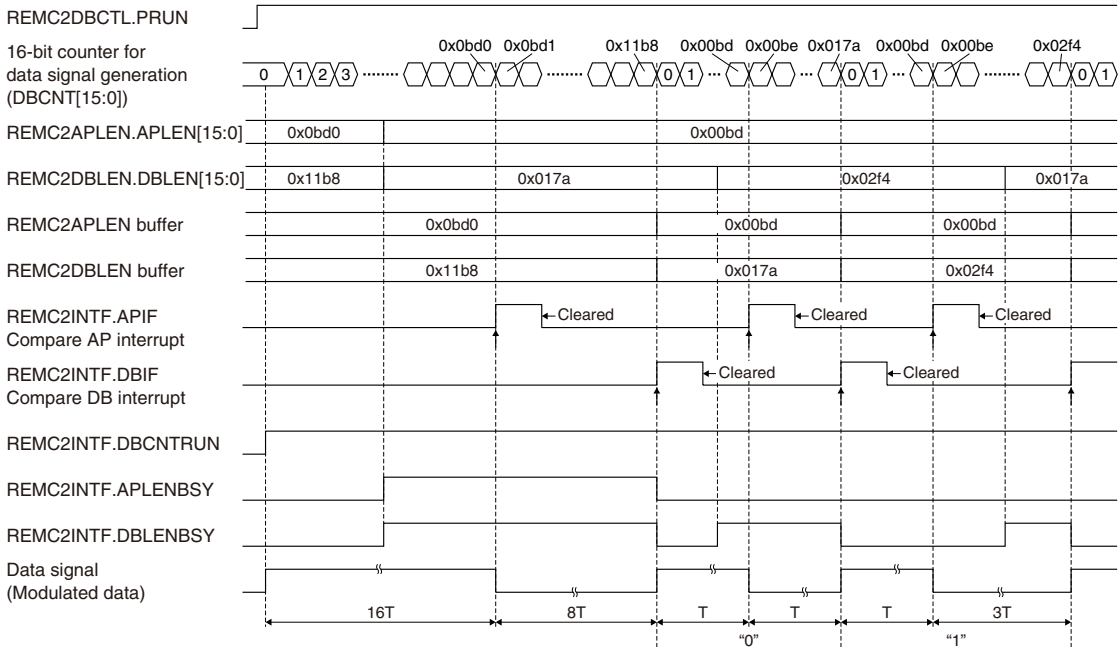 REMC2DBCTL.PRUN
16-bit counter for
data signal generation
(DBCNT[15:0])
0x0bd0 0x0bd1 0x11b8 0x00bd 0x00be 0x017a 0x00bd 0x00be 0x02f4
0 1 2 3 0 1 0 1 0 1
REMC2APLEN.APLEN[15:0] 0x0bd0 0x00bd
REMC2DBLEN.DBLEN[15:0] 0x11b8 0x017a 0x02f4 0x017a
REMC2APLEN buffer 0x0bd0 0x00bd 0x00bd
REMC2DBLEN buffer 0x11b8 0x017a 0x02f4
REMC2INTF.APIF
Compare AP interrupt
Cleared Cleared Cleared
REMC2INTF.DBIF
Compare DB interrupt
Cleared Cleared
REMC2INTF.DBCNTRUN
REMC2INTF.APLENBSY
REMC2INTF.DBLENBSY
Data signal
(Modulated data)
16T 8T T T T 3T
“0” “1”